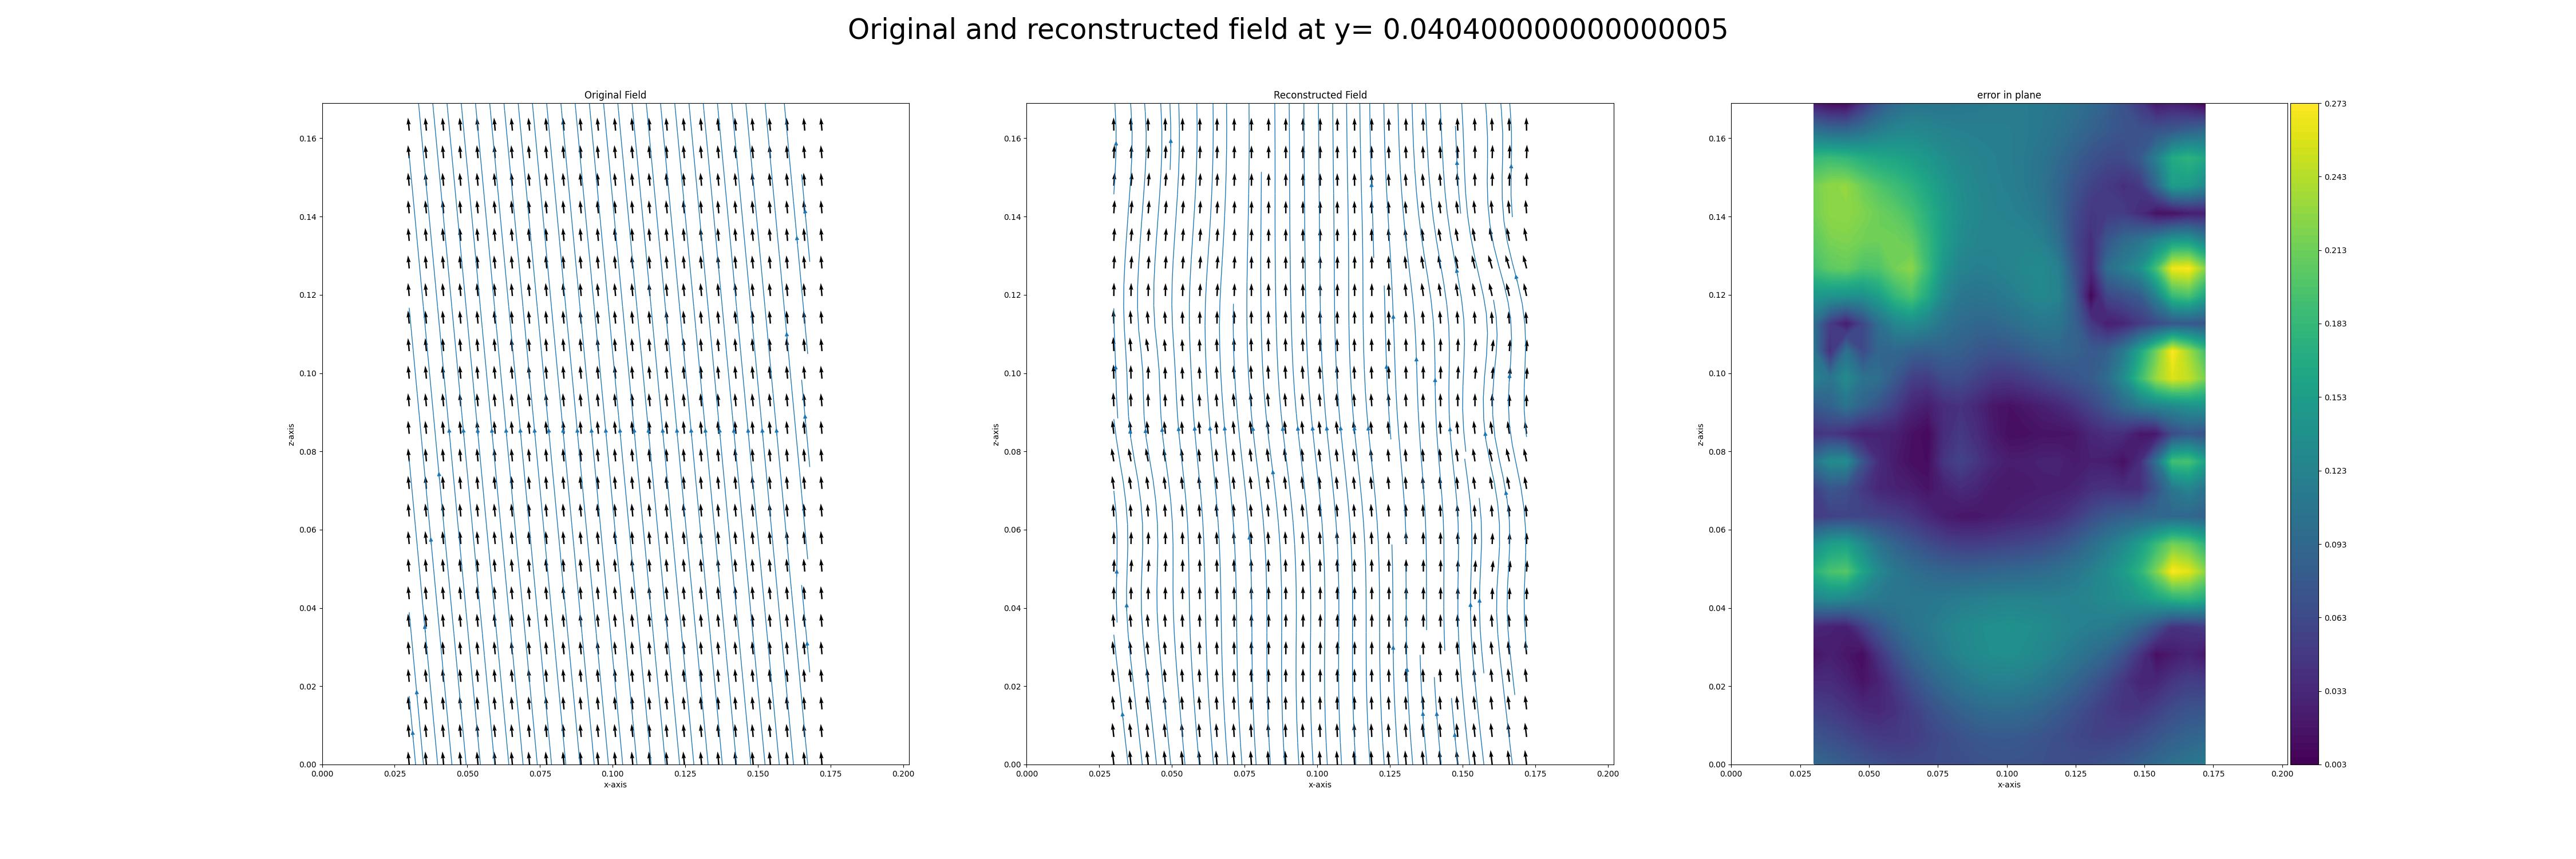 Original and reconstructed field at y= 0.040400000000000005
Original Field
0.16
0.14
0.12
0.10
0.08
0.06
0.04
0.02
0.00
z-axis
0.000 0.025 0.050 0.075 0.100 0.125 0.150 0.175 0.200
x-axis
Reconstructed Field
0.16
0.14
0.12
0.10
0.08
0.06
0.04
0.02
0.00
z-axis
0.000 0.025 0.050 0.075 0.100 0.125 0.150 0.175 0.200
x-axis
error in plane
0.16
0.14
0.12
0.10
0.08
0.06
0.04
0.02
0.00
z-axis
0.000 0.025 0.050 0.075 0.100 0.125 0.150 0.175 0.200
x-axis
0.273
0.243
0.213
0.183
0.153
0.123
0.093
0.063
0.033
0.003